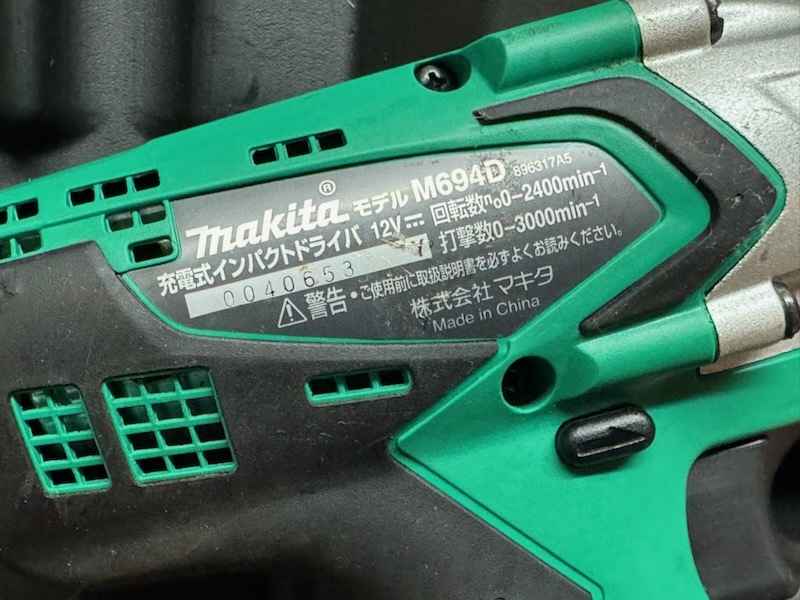 makita® モデル M694D 896317A5
充電式インパクトドライバ 12V⎓ 回転数n₀0-2400min⁻¹
打撃数0-3000min⁻¹
0040653
⚠警告・ご使用前に取扱説明書を必ずよくお読みください。
株式会社 マキタ
Made in China